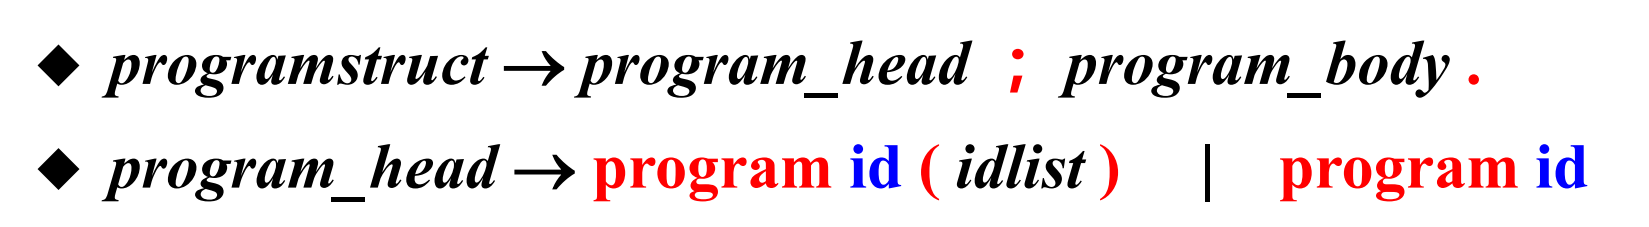 ◆ programstruct → program_head ; program_body .
◆ program_head → program id ( idlist ) | program id